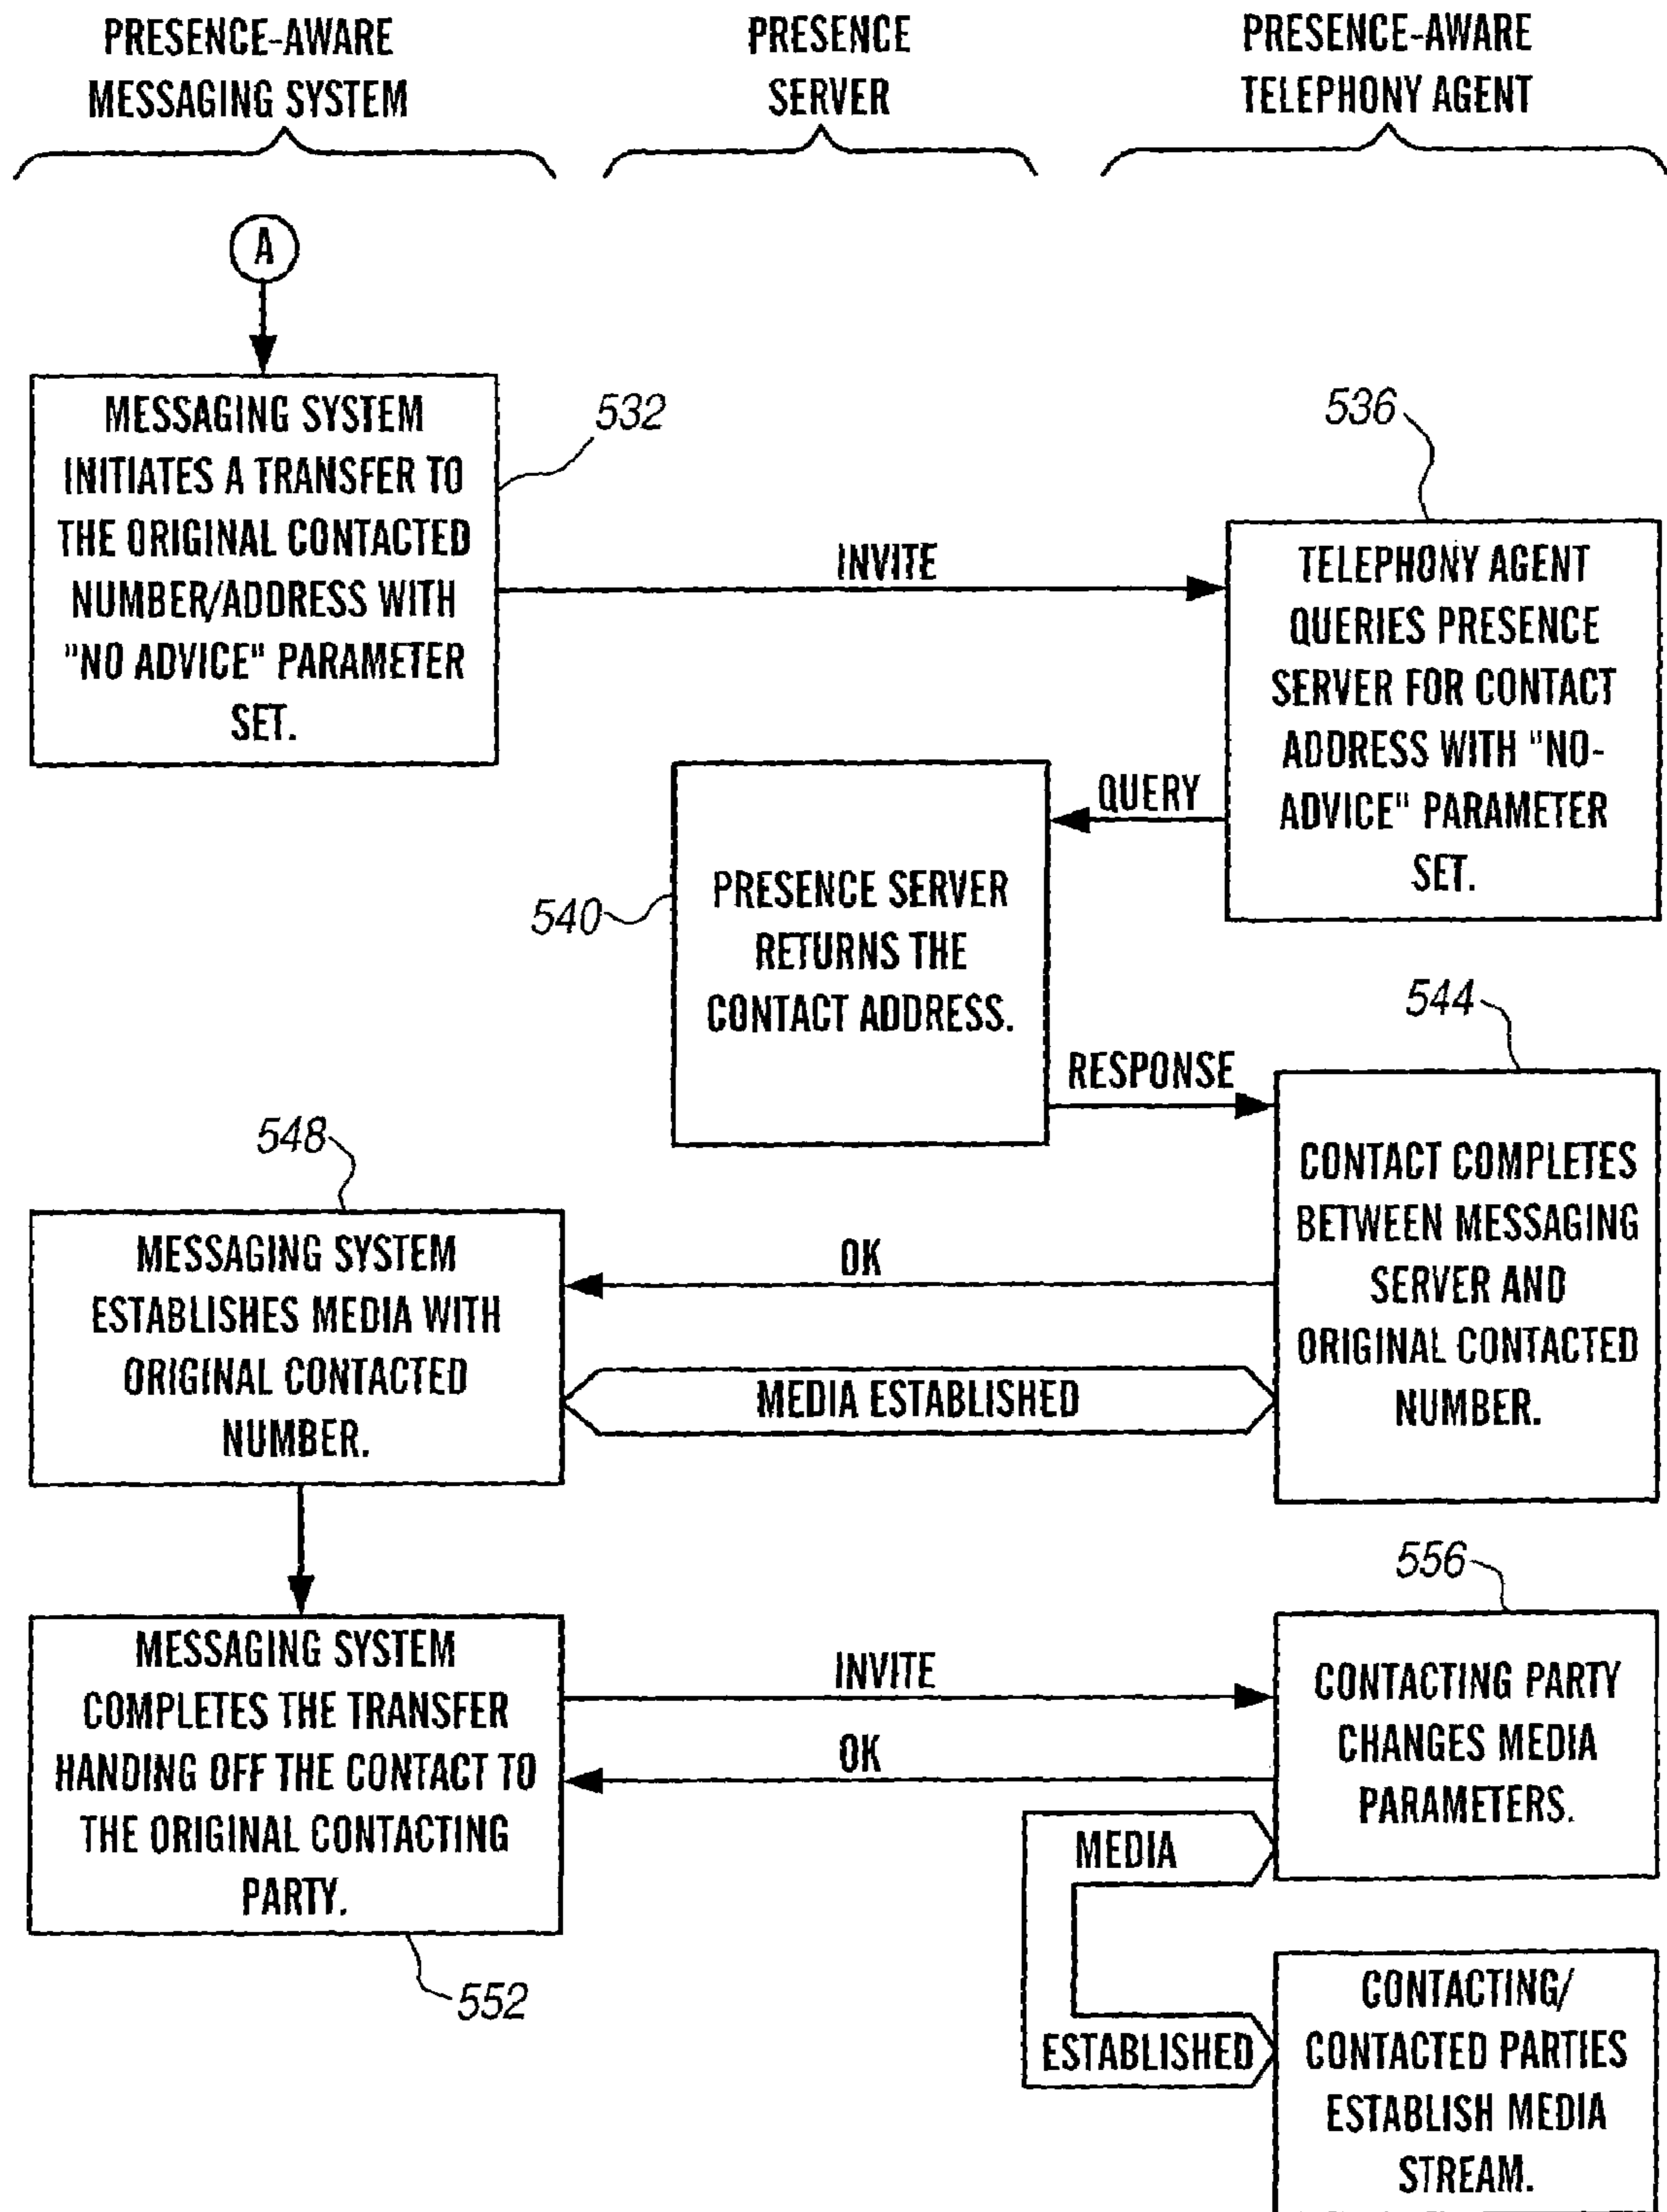 PRESENCE-AWARE
MESSAGING SYSTEM
PRESENCE
SERVER
PRESENCE-AWARE
TELEPHONY AGENT
A
MESSAGING SYSTEM
INITIATES A TRANSFER TO
THE ORIGINAL CONTACTED
NUMBER/ADDRESS WITH
"NO ADVICE" PARAMETER
SET.
532
INVITE
536
TELEPHONY AGENT
QUERIES PRESENCE
SERVER FOR CONTACT
ADDRESS WITH "NO-
ADVICE" PARAMETER
SET.
QUERY
540
PRESENCE SERVER
RETURNS THE
CONTACT ADDRESS.
RESPONSE
544
CONTACT COMPLETES
BETWEEN MESSAGING
SERVER AND
ORIGINAL CONTACTED
NUMBER.
548
MESSAGING SYSTEM
ESTABLISHES MEDIA WITH
ORIGINAL CONTACTED
NUMBER.
OK
MEDIA ESTABLISHED
MESSAGING SYSTEM
COMPLETES THE TRANSFER
HANDING OFF THE CONTACT TO
THE ORIGINAL CONTACTING
PARTY.
552
INVITE
OK
556
CONTACTING PARTY
CHANGES MEDIA
PARAMETERS.
MEDIA
ESTABLISHED
CONTACTING/
CONTACTED PARTIES
ESTABLISH MEDIA
STREAM.